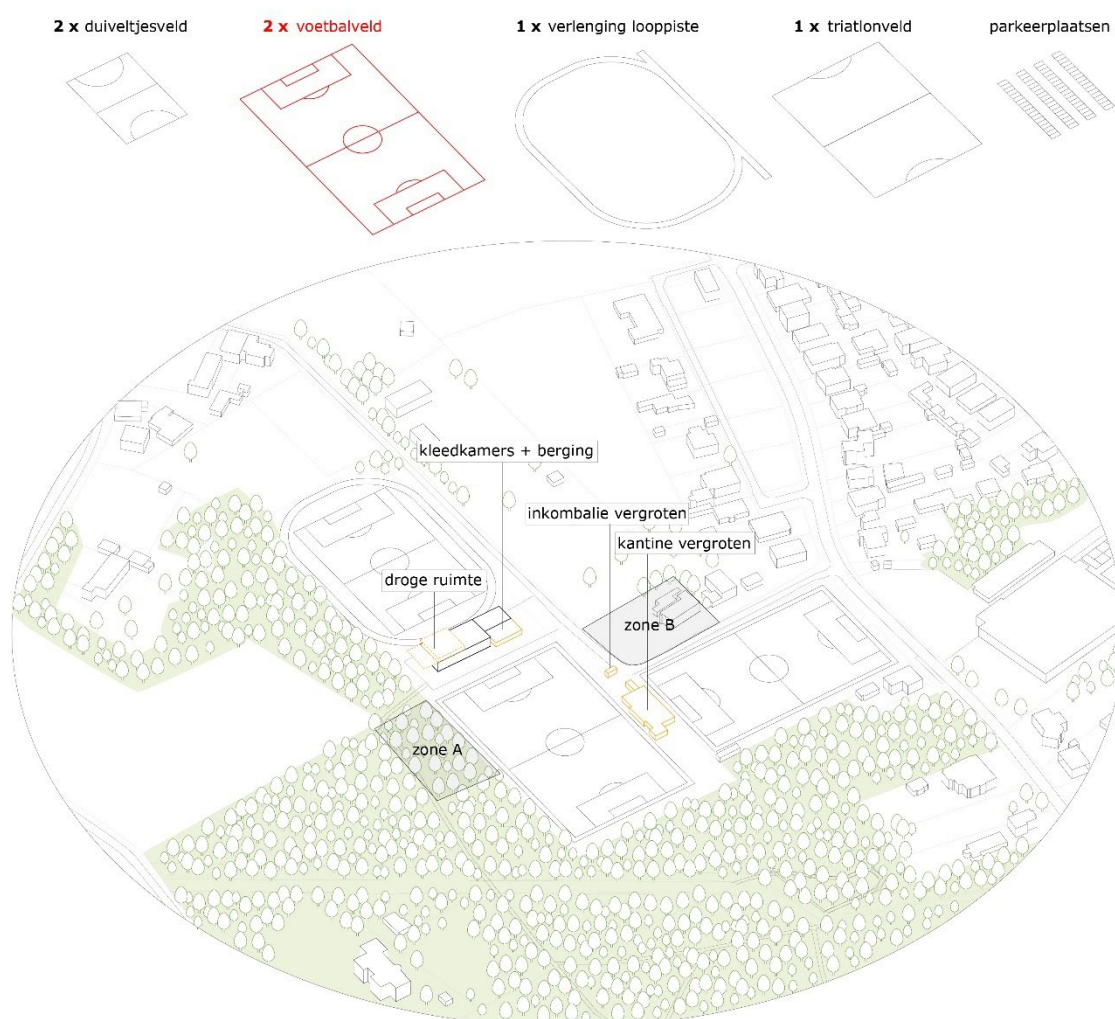 2 x duiveltjesveld
2 x voetbalveld
1 x verlenging looppiste
1 x triatlonveld
parkeerplaatsen
kleedkamers + berging
inkombalie vergroten
kantine vergroten
droge ruimte
zone B
zone A